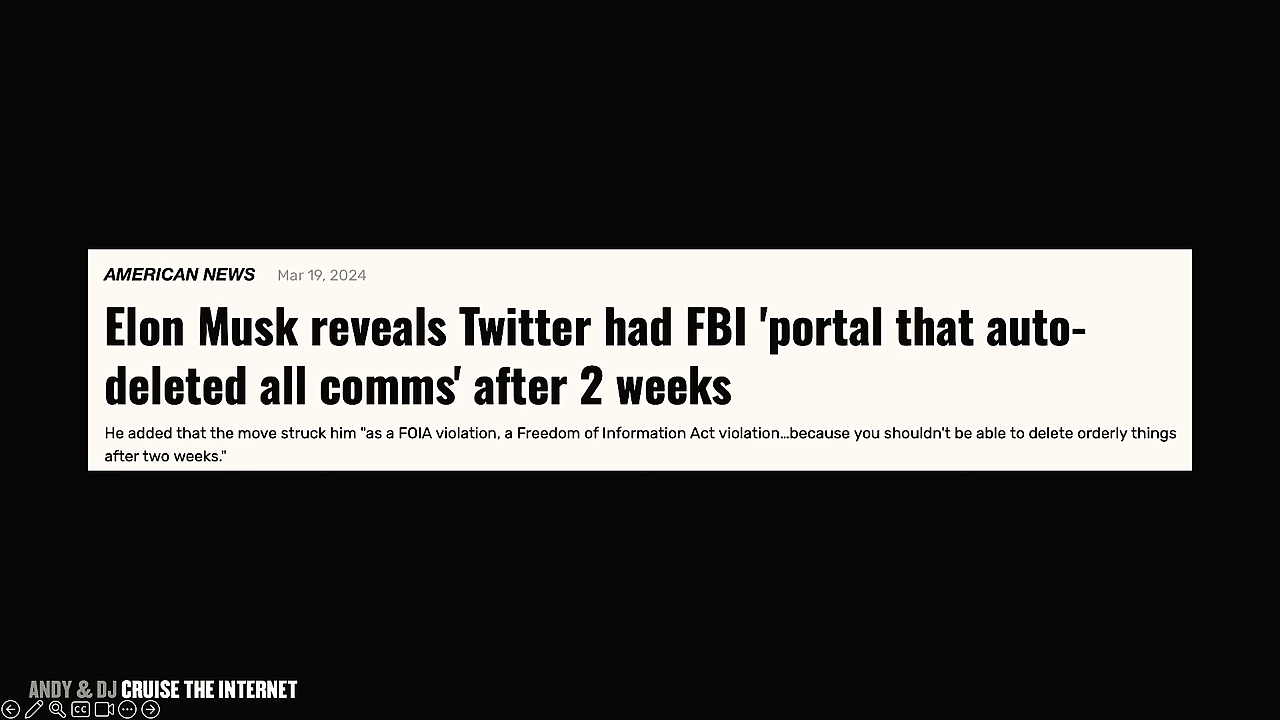 AMERICAN NEWS Mar 19, 2024
Elon Musk reveals Twitter had FBI 'portal that auto-
deleted all comms' after 2 weeks
He added that the move struck him "as a FOIA violation, a Freedom of Information Act violation...because you shouldn't be able to delete orderly things
after two weeks."
ANDY & DJ CRUISE THE INTERNET
CC